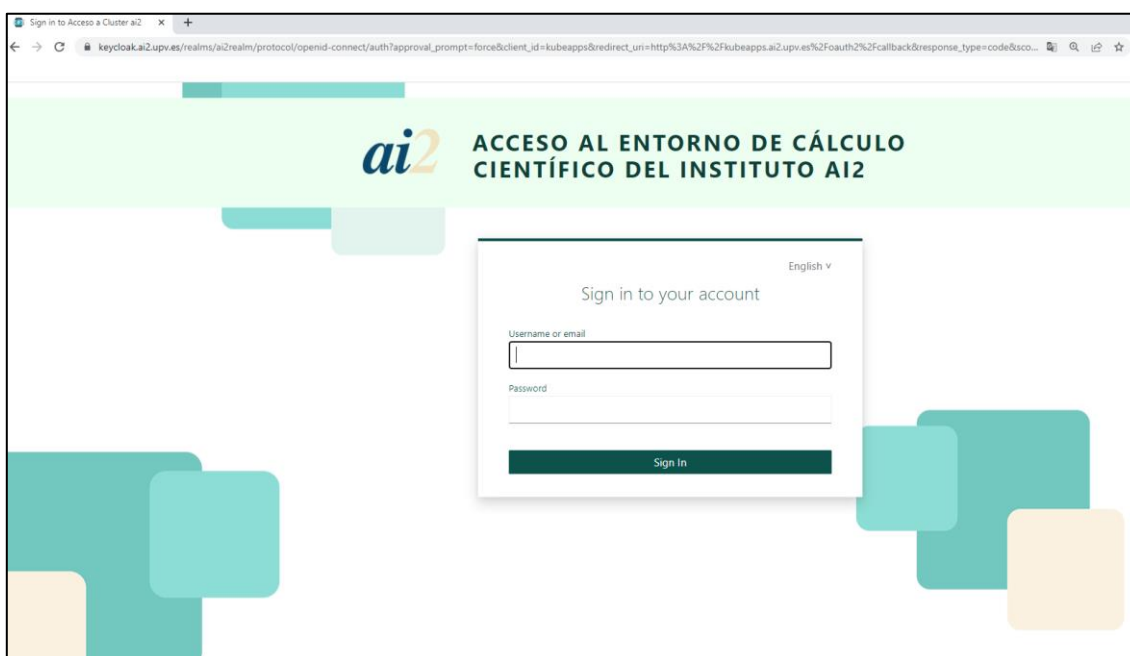 Sign in to Acceso a Cluster ai2
keycloak.ai2.upv.es/realms/ai2realm/protocol/openid-connect/auth?approval_prompt=force&client_id=kubeapps&redirect_uri=http%3A%2F%2Fkubeapps.ai2.upv.es%2Foauth2%2Fcallback&response_type=code&sco...
ai2
ACCESO AL ENTORNO DE CÁLCULO
CIENTÍFICO DEL INSTITUTO AI2
English
Sign in to your account
Username or email
Password
Sign In